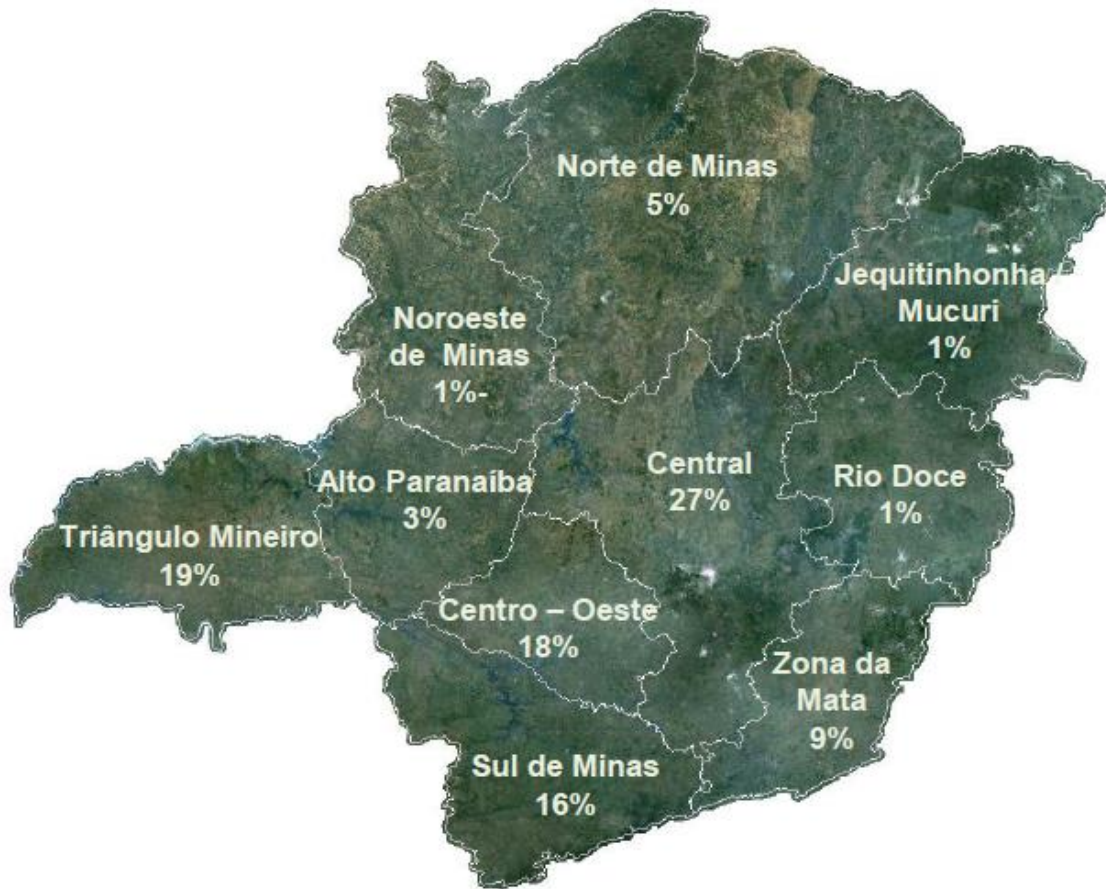 Norte de Minas
5%
Jequitinhonha
Mucuri
1%
Noroeste
de Minas
1%-
Central
27%
Alto Paranaíba
3%
Rio Doce
1%
Triângulo Mineiro
19%
Centro – Oeste
18%
Zona da
Mata
9%
Sul de Minas
16%